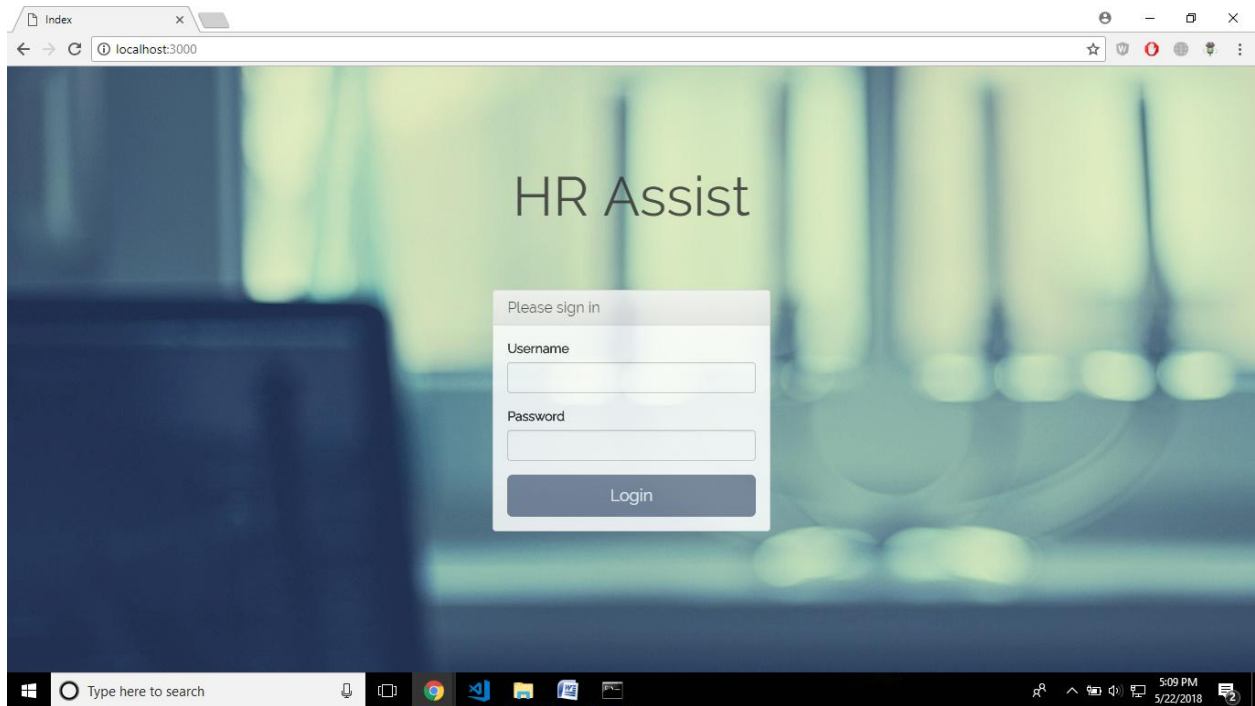 Index
localhost:3000
HR Assist
Please sign in
Username
Password
Login
Type here to search
5:09 PM
5/22/2018
2